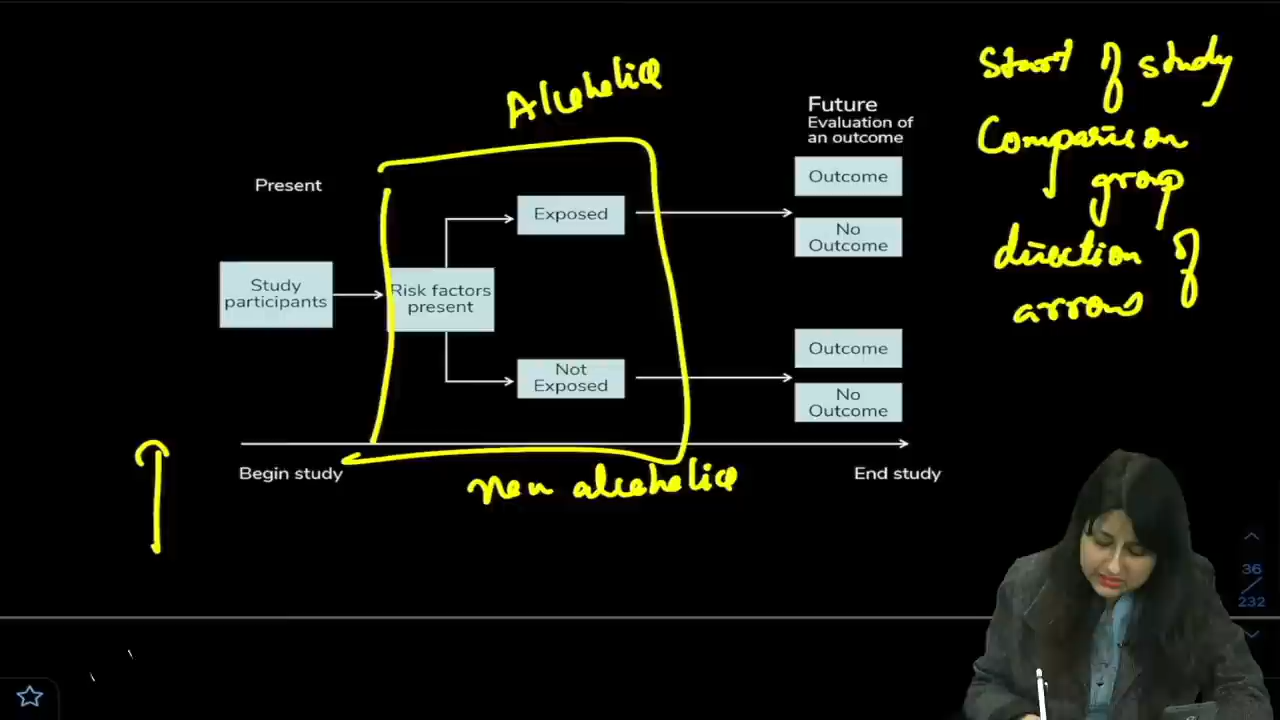 Start of study
Alcoholic
Future
Evaluation of
an outcome
Comparison
group
Present
Outcome
Exposed
No
Outcome
direction of
arrow
Study
participants
Risk factors
present
Outcome
Not
Exposed
No
Outcome
Begin study
Non alcoholic
End study
36
232